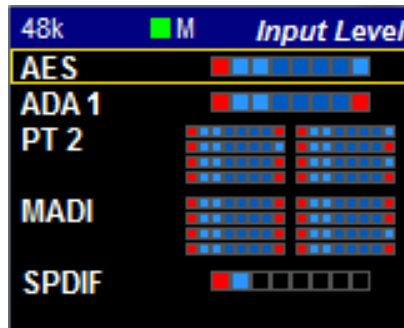 48k M Input Level
AES
ADA 1
PT 2
MADI
SPDIF